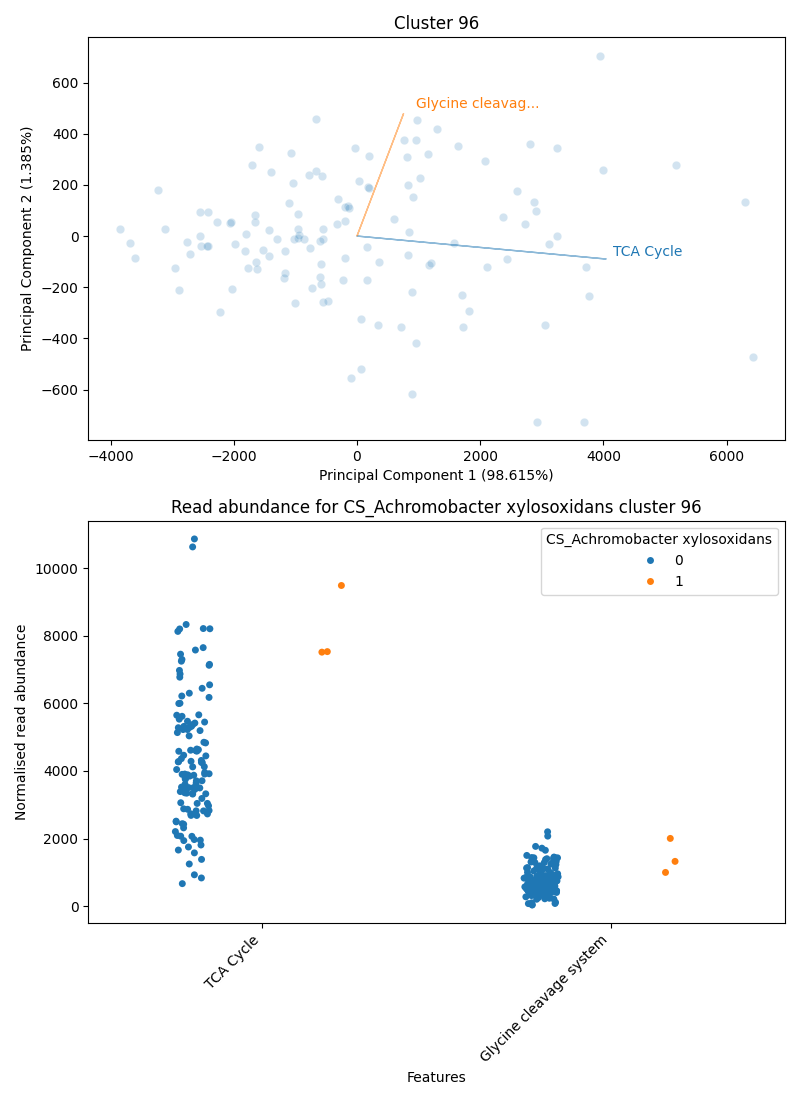 Cluster 96
600
400
200
0
−200
−400
−600
Principal Component 2 (1.385%)
Glycine cleavag...
TCA Cycle
−4000 −2000 0 2000 4000 6000
Principal Component 1 (98.615%)
Read abundance for CS_Achromobacter xylosoxidans cluster 96
10000
8000
6000
4000
2000
0
Normalised read abundance
CS_Achromobacter xylosoxidans
0
1
TCA Cycle
Glycine cleavage system
Features